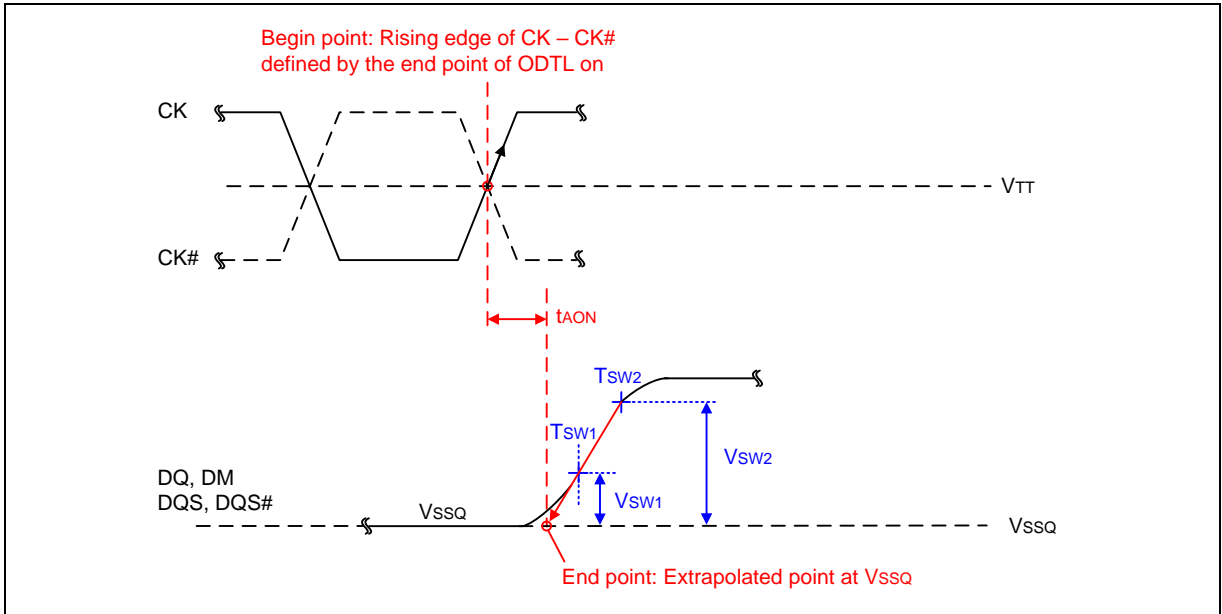 Begin point: Rising edge of CK – CK#
defined by the end point of ODTL on
CK
VTT
CK#
tAON
TSW2
TSW1
VSW2
DQ, DM
DQS, DQS#
VSW1
VSSQ
VSSQ
End point: Extrapolated point at VSSQ